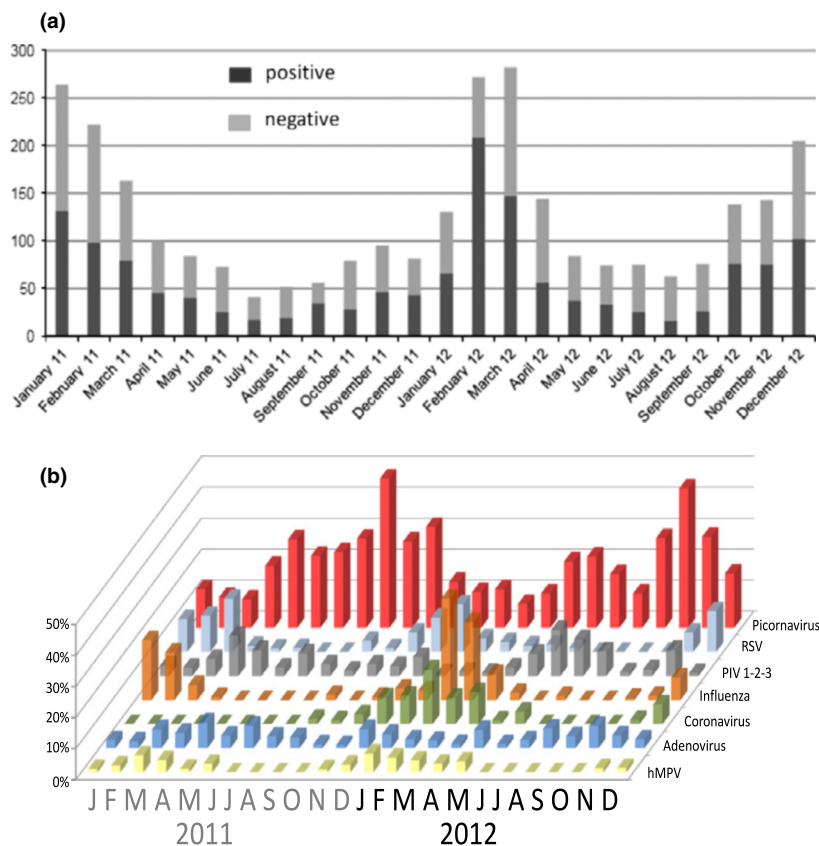 (a)
300
250
200
150
100
50
0
positive
negative
January 11
February 11
March 11
April 11
May 11
June 11
July 11
August 11
September 11
October 11
November 11
December 11
January 12
February 12
March 12
April 12
May 12
June 12
July 12
August 12
September 12
October 12
November 12
December 12
(b)
50%
40%
30%
20%
10%
0%
Picornavirus
RSV
PIV 1-2-3
Influenza
Coronavirus
Adenovirus
hMPV
J F M A M J J A S O N D J F M A M J J A S O N D
2011 2012